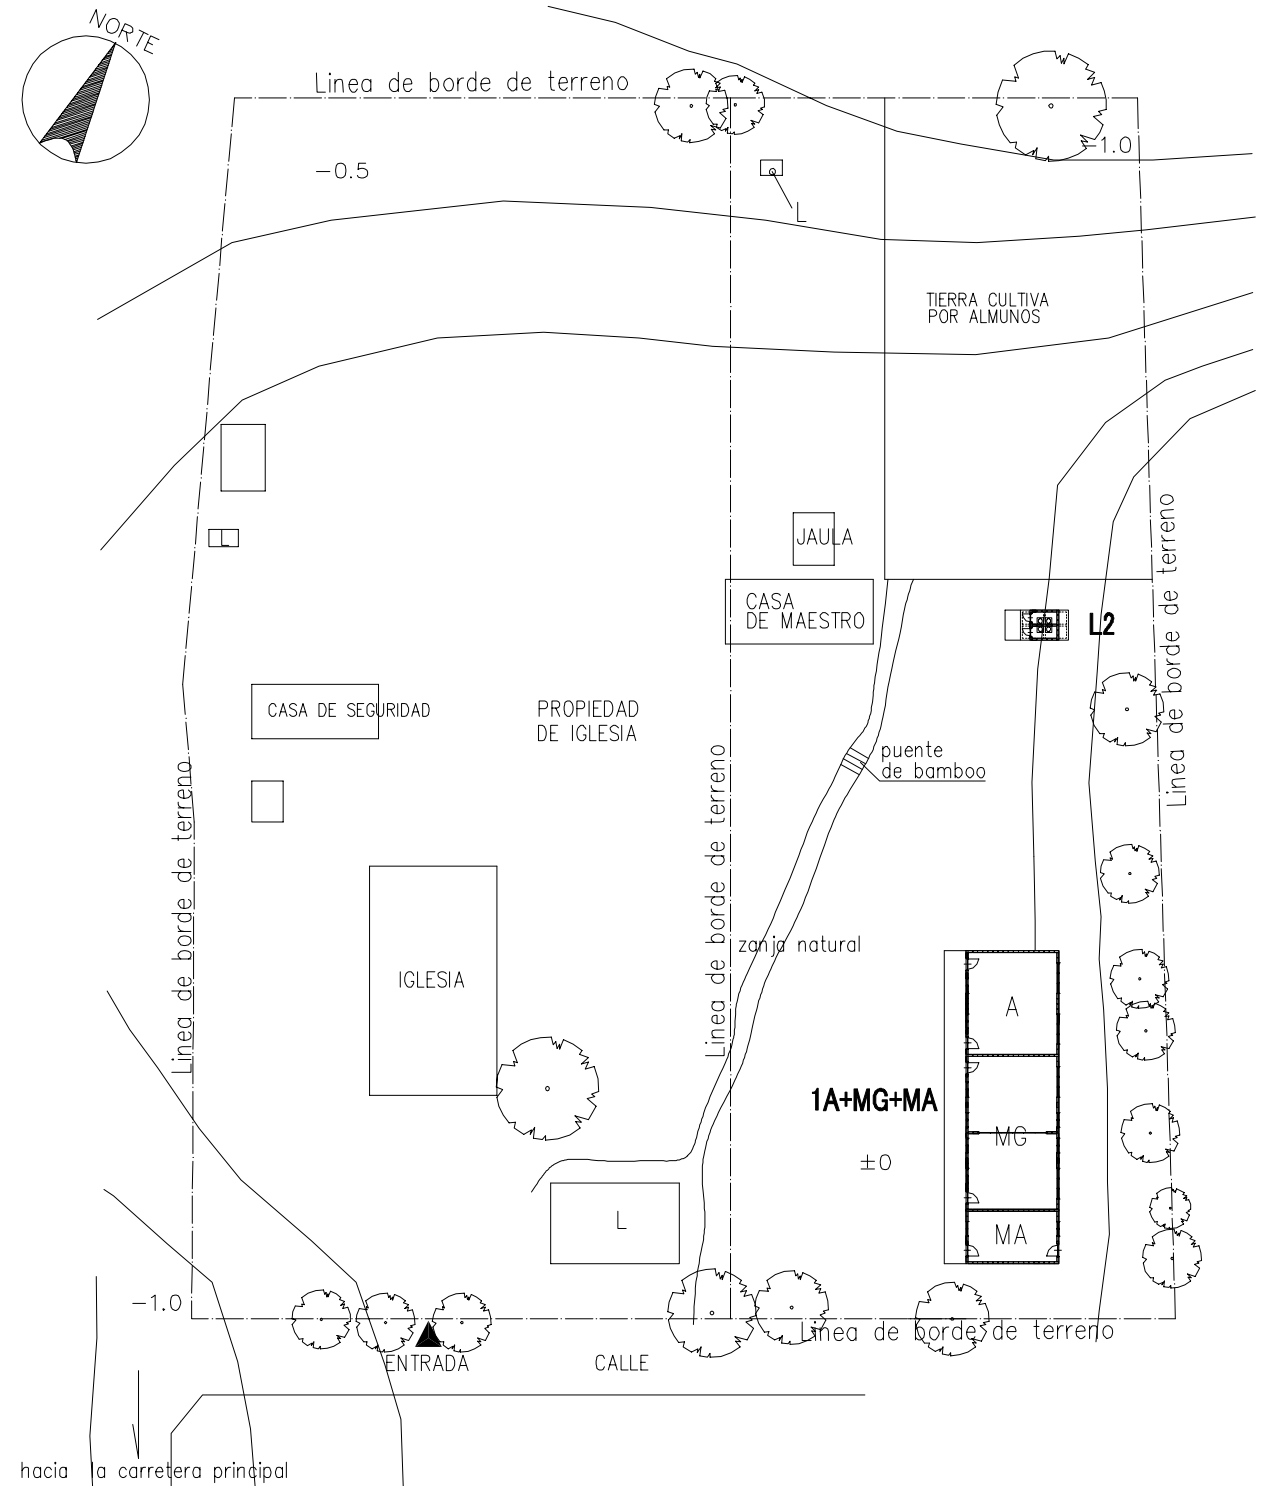 NORTE
Linea de borde de terreno
-1.0
-0.5
L
TIERRA CULTIVA
POR ALMUNOS
L
JAULA
CASA
DE MAESTRO
L2
Linea de borde de terreno
CASA DE SEGURIDAD
PROPIEDAD
DE IGLESIA
puente
de bamboo
Linea de borde de terreno
Linea de borde de terreno
zanja natural
IGLESIA
A
1A+MG+MA
MG
±0
L
MA
-1.0
Linea de borde de terreno
ENTRADA
CALLE
hacia la carretera principal